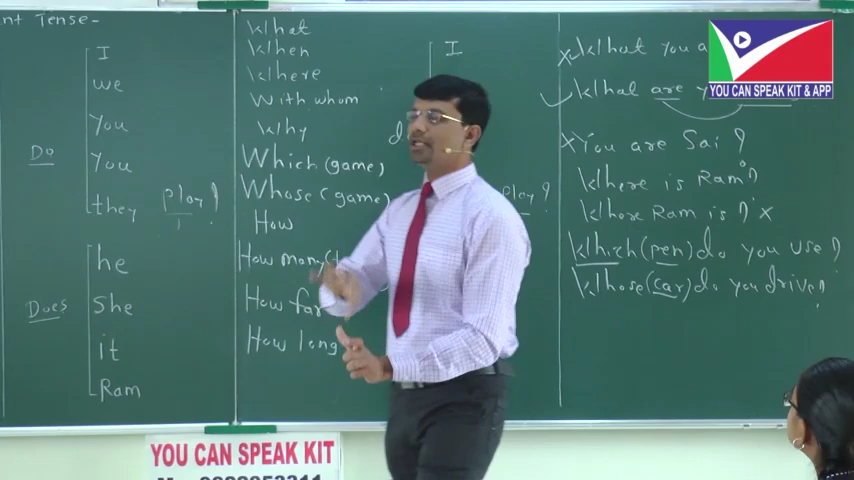 nt Tense-
Do
I
we
You
You
they
play?
Does
he
She
it
Ram
What
When
Where
With whom
Why
Which (game)
Whose (game)
How
How many
How far
How long
I
d
play?
x What you a
✓ What are y
x You are Sai?
Where is Ram?
Where Ram is? x
Which (pen) do you use?
Whose (car) do you drive?
YOU CAN SPEAK KIT & APP
YOU CAN SPEAK KIT